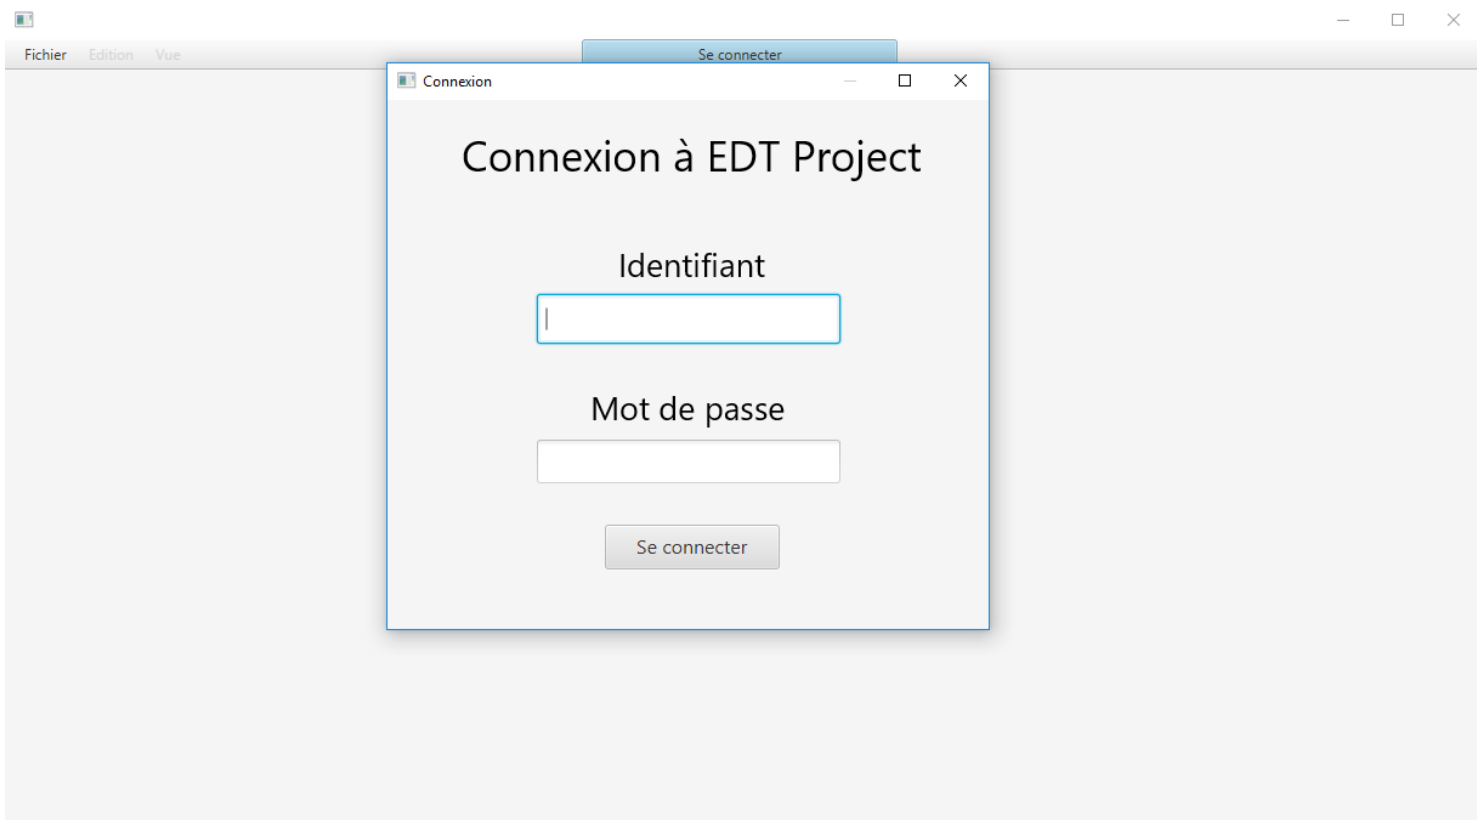 Fichier Edition Vue Se connecter
Connexion
Connexion à EDT Project
Identifiant
Mot de passe
Se connecter